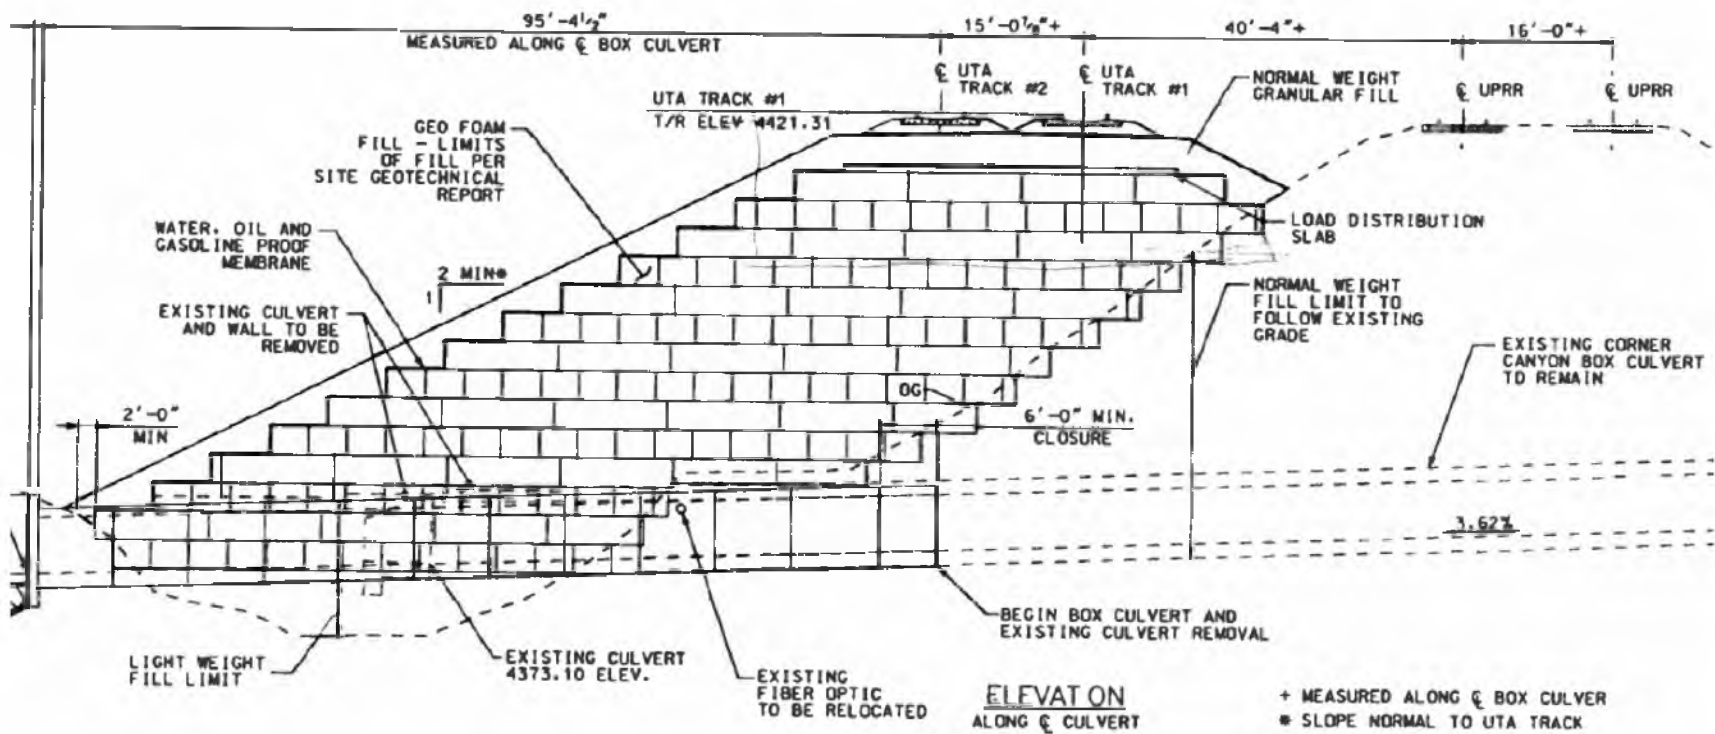 95'-4 1/2"
MEASURED ALONG ℄ BOX CULVERT
15'-0 7/8"+
40'-4"+
16'-0"+
℄ UTA
TRACK #2
℄ UTA
TRACK #1
NORMAL WEIGHT
GRANULAR FILL
℄ UPRR
℄ UPRR
UTA TRACK #1
T/R ELEV 4421.31
GEO FOAM
FILL - LIMITS
OF FILL PER
SITE GEOTECHNICAL
REPORT
WATER, OIL AND
GASOLINE PROOF
MEMBRANE
2 MIN*
1
EXISTING CULVERT
AND WALL TO BE
REMOVED
LOAD DISTRIBUTION
SLAB
NORMAL WEIGHT
FILL LIMIT TO
FOLLOW EXISTING
GRADE
EXISTING CORNER
CANYON BOX CULVERT
TO REMAIN
OG
2'-0"
MIN
6'-0" MIN.
CLOSURE
3.62%
BEGIN BOX CULVERT AND
EXISTING CULVERT REMOVAL
LIGHT WEIGHT
FILL LIMIT
EXISTING CULVERT
4373.10 ELEV.
EXISTING
FIBER OPTIC
TO BE RELOCATED
ELEVAT ON
ALONG ℄ CULVERT
+ MEASURED ALONG ℄ BOX CULVER
* SLOPE NORMAL TO UTA TRACK